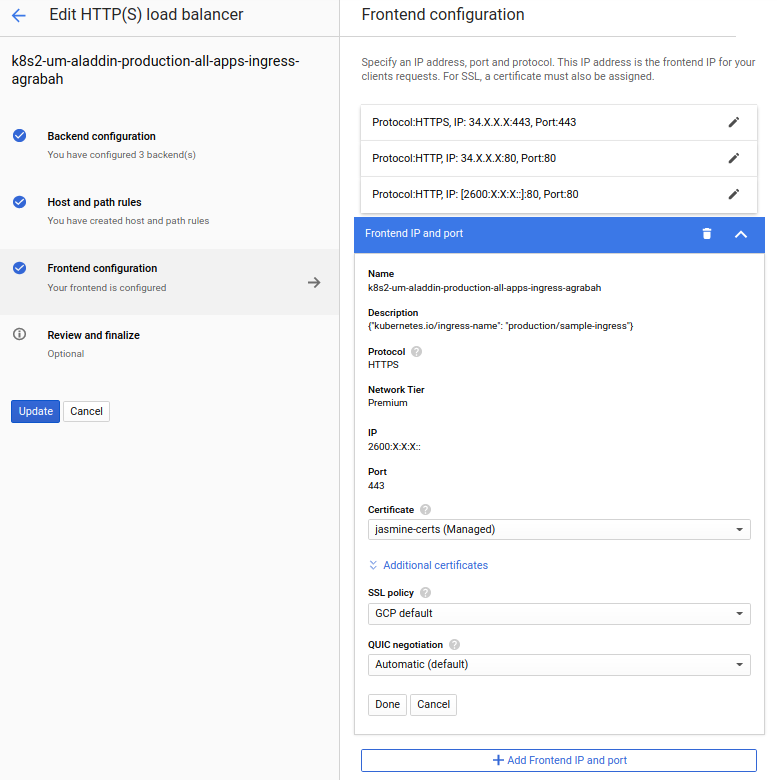 Edit HTTP(S) load balancer
k8s2-um-aladdin-production-all-apps-ingress-
agrabah
Backend configuration
You have configured 3 backend(s)
Host and path rules
You have created host and path rules
Frontend configuration
Your frontend is configured
Review and finalize
Optional
Update
Cancel
Frontend configuration
Specify an IP address, port and protocol. This IP address is the frontend IP for your
clients requests. For SSL, a certificate must also be assigned.
Protocol:HTTPS, IP: 34.X.X.X:443, Port:443
Protocol:HTTP, IP: 34.X.X.X:80, Port:80
Protocol:HTTP, IP: [2600:X:X:X::]:80, Port:80
Frontend IP and port
Name
k8s2-um-aladdin-production-all-apps-ingress-agrabah
Description
{"kubernetes.io/ingress-name": "production/sample-ingress"}
Protocol ?
HTTPS
Network Tier
Premium
IP
2600:X:X:X::
Port
443
Certificate ?
jasmine-certs (Managed)
Additional certificates
SSL policy ?
GCP default
QUIC negotiation ?
Automatic (default)
Done
Cancel
Add Frontend IP and port